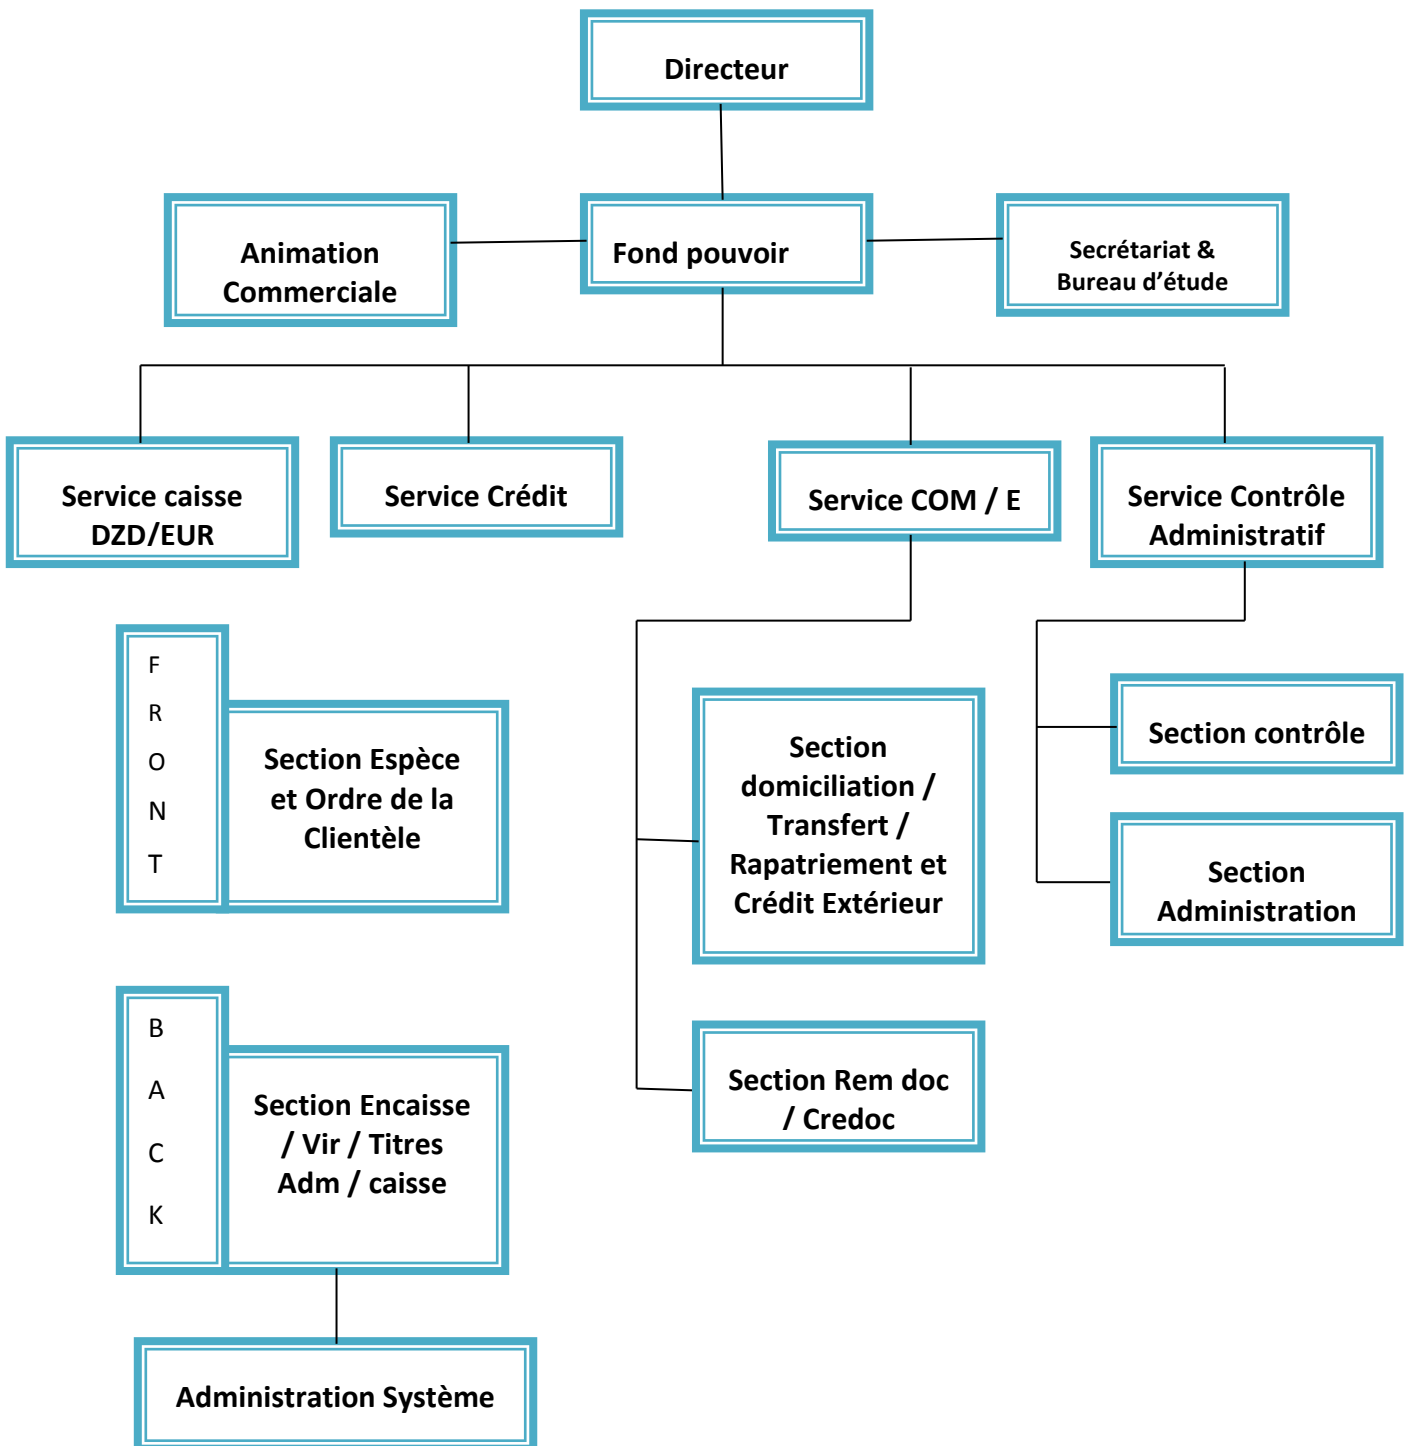 Directeur
Animation
Commerciale
Fond pouvoir
Secrétariat &
Bureau d’étude
Service caisse
DZD/EUR
Service Crédit
Service COM / E
Service Contrôle
Administratif
F
R
O
N
T
Section Espèce
et Ordre de la
Clientèle
Section
domiciliation /
Transfert /
Rapatriement et
Crédit Extérieur
Section contrôle
Section
Administration
B
A
C
K
Section Encaisse
/ Vir / Titres
Adm / caisse
Section Rem doc
/ Credoc
Administration Système